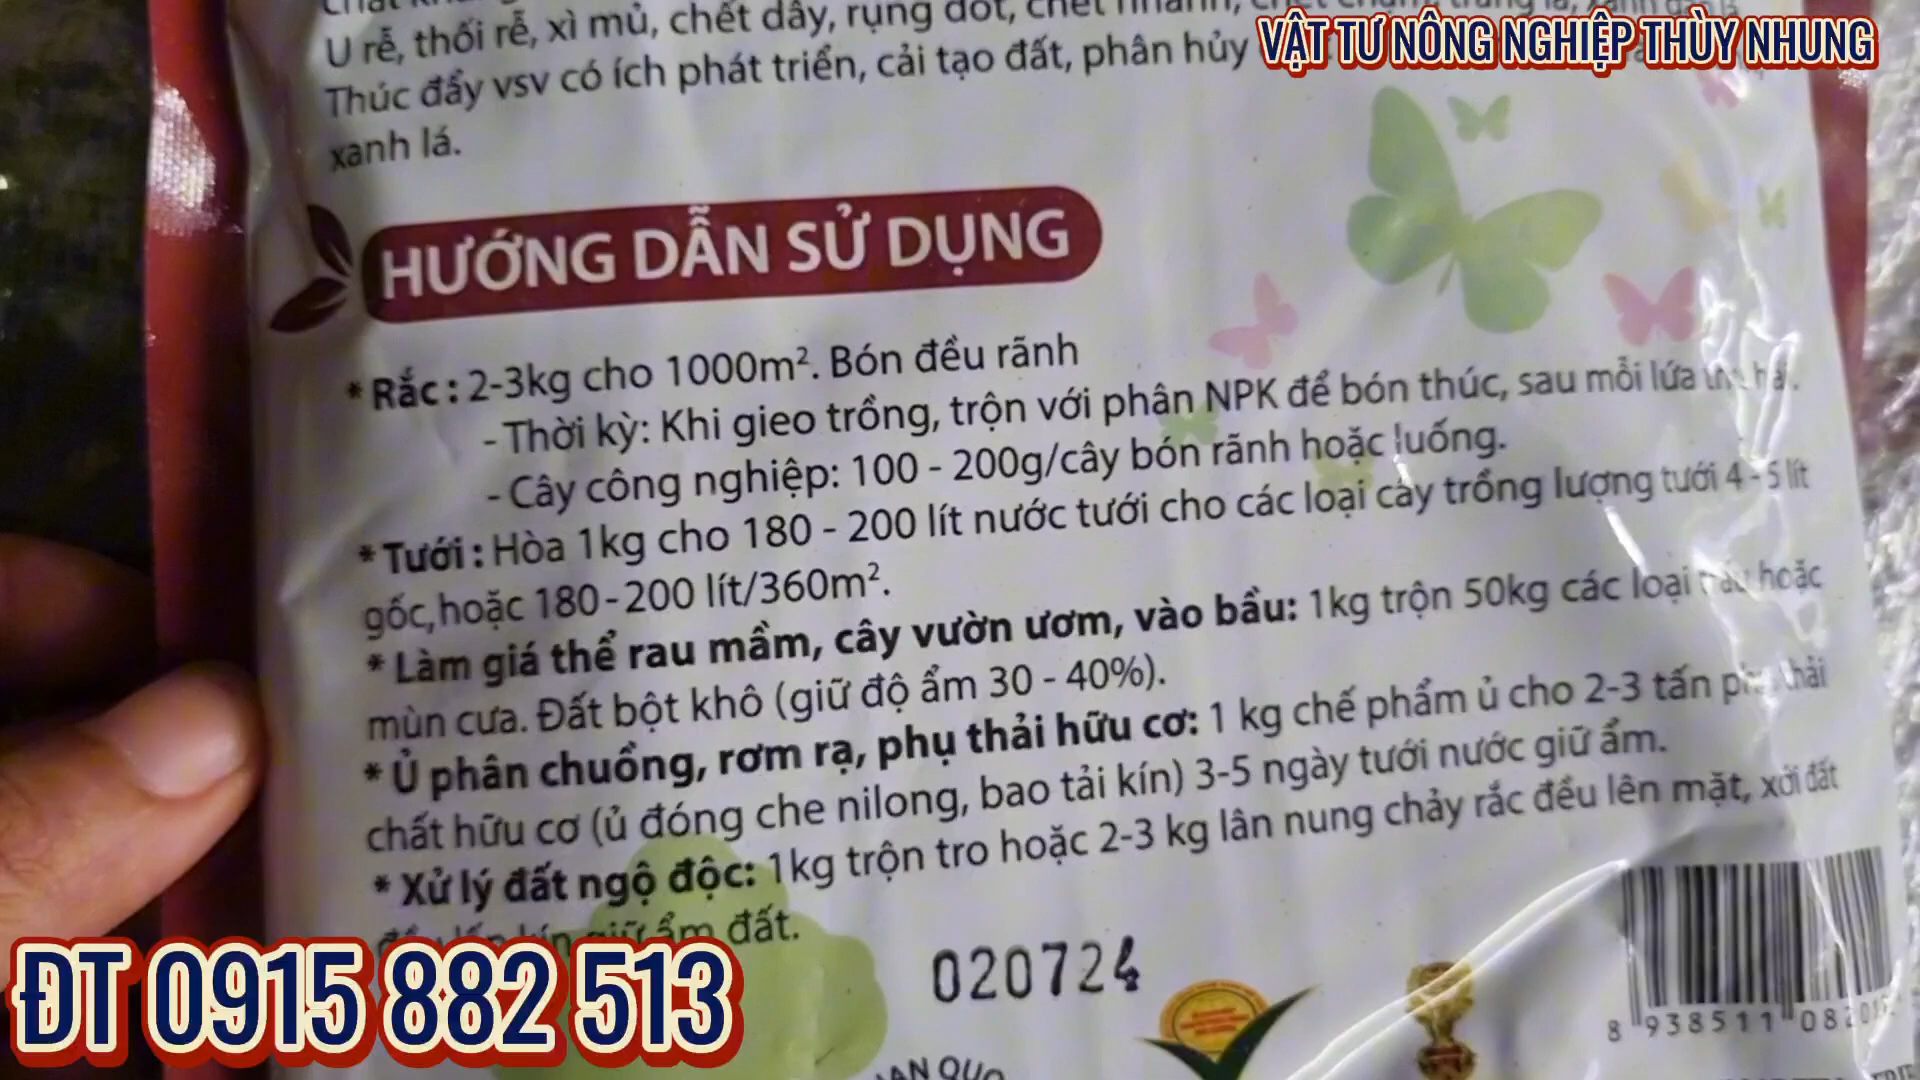 VẬT TƯ NÔNG NGHIỆP THÙY NHUNG
U rễ, thối rễ, xì mủ, chết dây, rụng đốt, chết nhanh,
Thúc đẩy vsv có ích phát triển, cải tạo đất, phân hủy
xanh lá.
HƯỚNG DẪN SỬ DỤNG
* Rắc : 2-3kg cho 1000m². Bón đều rãnh
- Thời kỳ: Khi gieo trồng, trộn với phân NPK để bón thúc, sau mỗi lứa
- Cây công nghiệp: 100 - 200g/cây bón rãnh hoặc luống.
* Tưới : Hòa 1kg cho 180 - 200 lít nước tưới cho các loại cây trồng lượng tưới 4 - 5 lít
gốc, hoặc 180 - 200 lít/360m².
* Làm giá thể rau mầm, cây vườn ươm, vào bầu: 1kg trộn 50kg các loại hoặc
mùn cưa. Đất bột khô (giữ độ ẩm 30 - 40%).
* Ủ phân chuồng, rơm rạ, phụ thải hữu cơ: 1 kg chế phẩm ủ cho 2-3 tấn thải
chất hữu cơ (ủ đóng che nilong, bao tải kín) 3-5 ngày tưới nước giữ ẩm.
* Xử lý đất ngộ độc: 1kg trộn tro hoặc 2-3 kg lân nung chảy rắc đều lên mặt, xới đất
giữ ẩm đất.
020724
ĐT 0915 882 513
8 938511 082